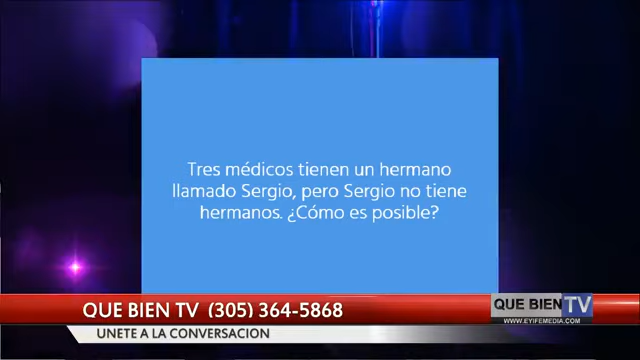 Tres médicos tienen un hermano
llamado Sergio, pero Sergio no tiene
hermanos. ¿Cómo es posible?
QUE BIEN TV (305) 364-5868
QUE BIEN TV
WWW.EYIFEMEDIA.COM
UNETE A LA CONVERSACION